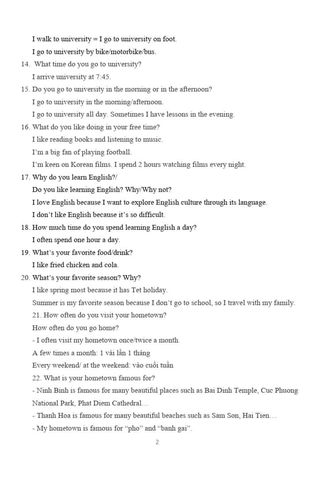 I walk to university = I go to university on foot.
I go to university by bike/motorbike/bus.
14. What time do you go to university?
I arrive university at 7:45.
15. Do you go to university in the morning or in the afternoon?
I go to university in the morning/afternoon.
I go to university all day. Sometimes I have lessons in the evening.
16. What do you like doing in your free time?
I like reading books and listening to music.
I'm a big fan of playing football.
I'm keen on Korean films. I spend 2 hours watching films every night.
17. Why do you learn English?/
Do you like learning English? Why/Why not?
I love English because I want to explore English culture through its language.
I don't like English because it's so difficult.
18. How much time do you spend learning English a day?
I often spend one hour a day.
19. What's your favorite food/drink?
I like fried chicken and cola.
20. What's your favorite season? Why?
I like spring most because it has Tet holiday.
Summer is my favorite season because I don't go to school, so I travel with my family.
21. How often do you visit your hometown?
How often do you go home?
- I often visit my hometown once/twice a month.
A few times a month: 1 vài lần 1 tháng
Every weekend/ at the weekend: vào cuối tuần
22. What is your hometown famous for?
- Ninh Binh is famous for many beautiful places such as Bai Dinh Temple, Cuc Phuong
National Park, Phat Diem Cathedral…
- Thanh Hoa is famous for many beautiful beaches such as Sam Son, Hai Tien…
- My hometown is famous for "pho" and "banh gai".
2